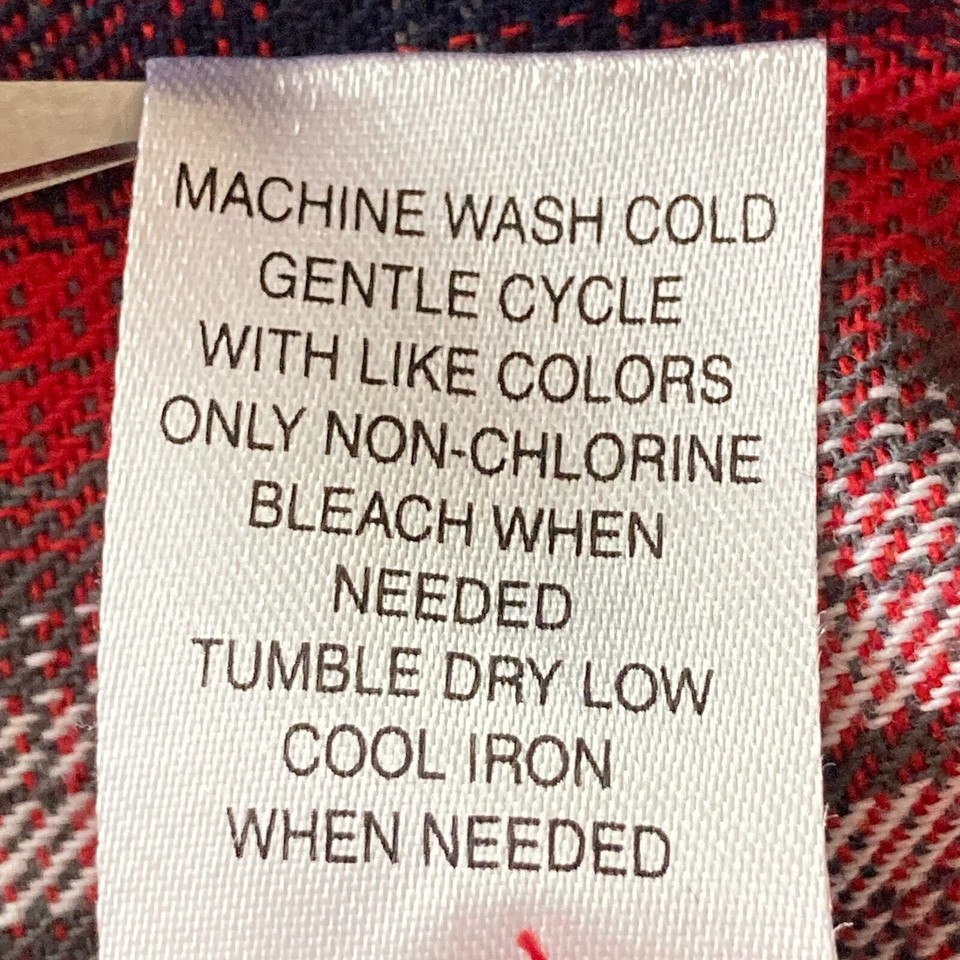 MACHINE WASH COLD
GENTLE CYCLE
WITH LIKE COLORS
ONLY NON-CHLORINE
BLEACH WHEN
NEEDED
TUMBLE DRY LOW
COOL IRON
WHEN NEEDED